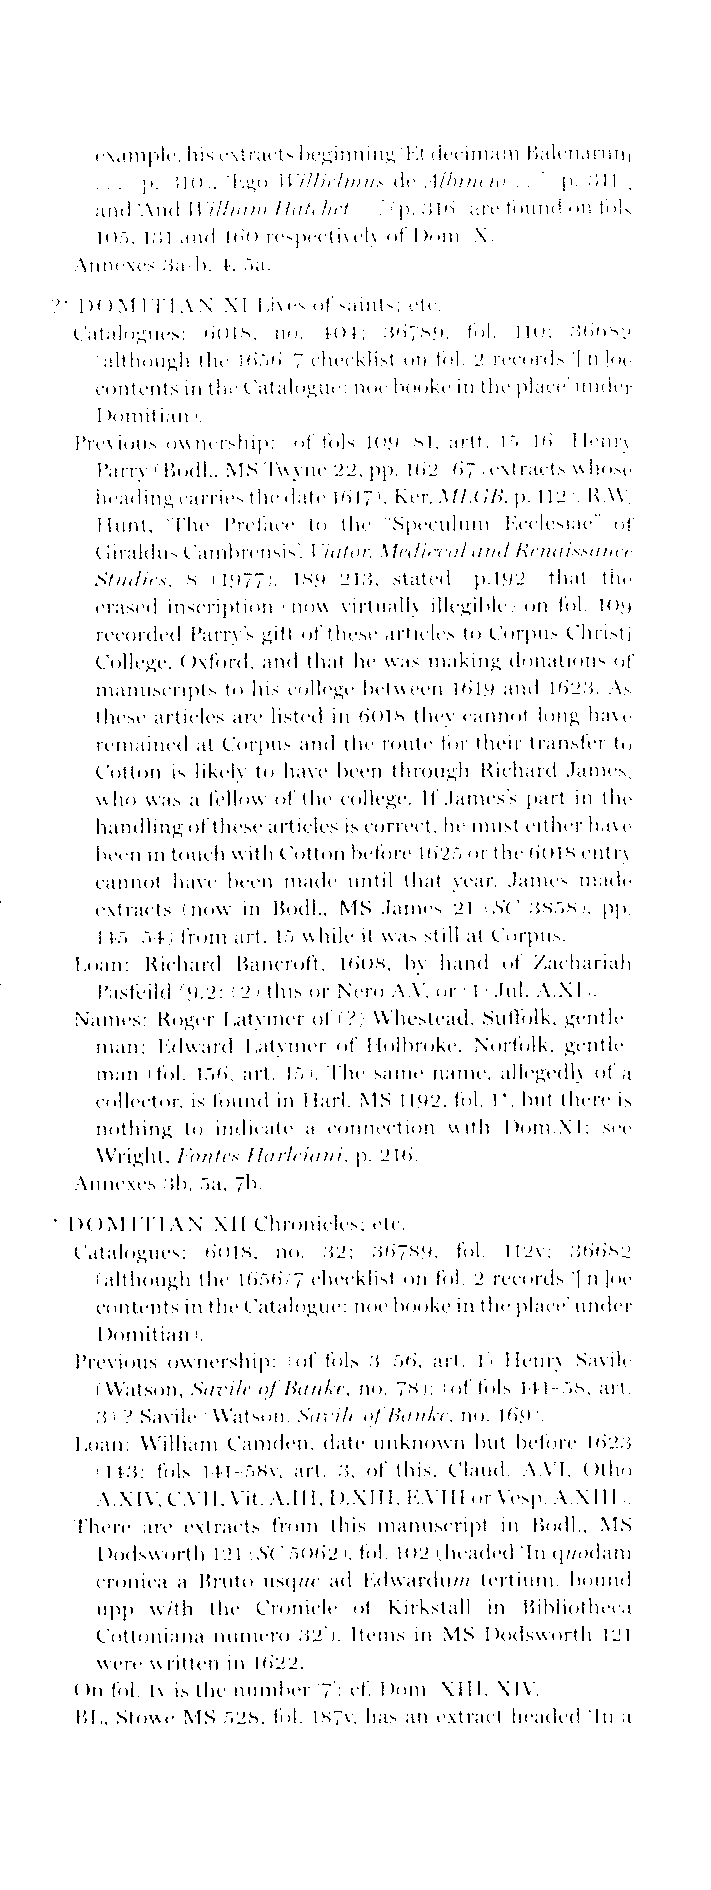 example, his extracts beginning 'Et decimam Balenarum
. . .' (p. 310), 'Ego Willielmus de Albineio . . .' (p. 311),
and 'And William Hatchet . . .' (p. 316) are found on fols
105, 131 and 160 respectively of Dom. X.
Annexes 3a-b, 4, 5a.
?* DOMITIAN XI Lives of saints; etc.
Catalogues: 6018, no. 404; 36789, fol. 110; 36682
(although the 1656/7 checklist on fol. 2 records '[n]oe
contents in the Catalogue: noe booke in the place' under
Domitian).
Previous ownership: (of fols 109-81, artt. 15-16) Henry
Parry (Bodl., MS Twyne 22, pp. 162-67 (extracts whose
heading carries the date 1617), Ker, MLGB, p. 112). R.W.
Hunt, 'The Preface to the "Speculum Ecclesiae" of
Giraldus Cambrensis', Viator, Medieval and Renaissance
Studies, 8 (1977), 189-213, stated (p.192) that the
erased inscription (now virtually illegible) on fol. 109
recorded Parry's gift of these articles to Corpus Christi
College, Oxford, and that he was making donations of
manuscripts to his college between 1619 and 1623. As
these articles are listed in 6018 they cannot long have
remained at Corpus and the route for their transfer to
Cotton is likely to have been through Richard James,
who was a fellow of the college. If James's part in the
handling of these articles is correct, he must either have
been in touch with Cotton before 1625 or the 6018 entry
cannot have been made until that year. James made
extracts (now in Bodl., MS James 21 (SC 3858), pp.
145-54) from art. 15 while it was still at Corpus.
Loan: Richard Bancroft, 1608, by hand of Zachariah
Pasfeild (9.2: (2) this or Nero A.V, or (1) Jul. A.XI).
Names: Roger Latymer of (?) Whestead, Suffolk, gentle-
man; Edward Latymer of Holbroke, Norfolk, gentle-
man (fol. 156, art. 15). The same name, allegedly of a
collector, is found in Harl. MS 1192, fol. 1*, but there is
nothing to indicate a connection with Dom.XI: see
Wright, Fontes Harleiani, p. 216.
Annexes 3b, 5a, 7b.
* DOMITIAN XII Chronicles; etc.
Catalogues: 6018, no. 32; 36789, fol. 112v; 36682
(although the 1656/7 checklist on fol. 2 records '[n]oe
contents in the Catalogue: noe booke in the place' under
Domitian).
Previous ownership: (of fols 3-56, art. 1) Henry Savile
(Watson, Savile of Banke, no. 78); (of fols 141-58, art.
3) ? Savile (Watson, Savile of Banke, no. 169).
Loan: William Camden, date unknown but before 1623
(143: fols 141-58v, art. 3, of this, Claud. A.VI, Otho
A.XIV, C.VII, Vit. A.III, D.XIII, E.VIII or Vesp. A.XIII).
There are extracts from this manuscript in Bodl., MS
Dodsworth 121 (SC 5062), fol. 102 (headed 'In quodam
cronica a Bruto usque ad Edwardum tertium, bound
upp with the Cronicle of Kirkstall in Bibliotheca
Cottoniana numero 32'). Items in MS Dodsworth 121
were written in 1622.
On fol. 1v is the number '7': cf. Dom. XIII, XIV.
BL, Stowe MS 528, fol. 187v, has an extract headed 'In a